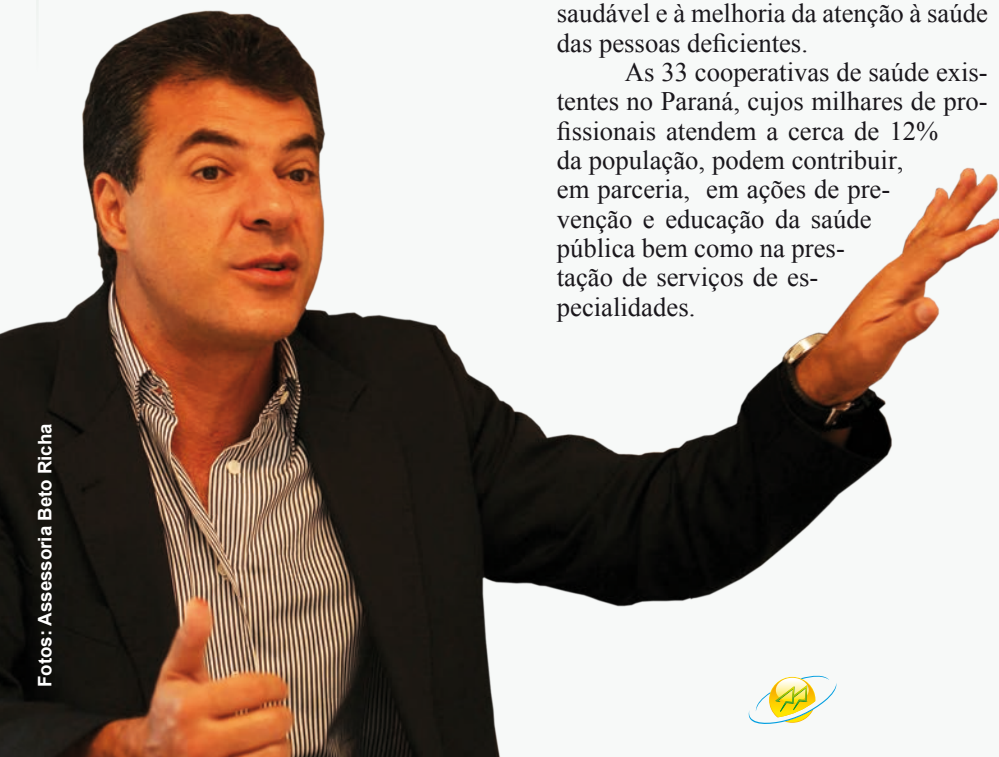 saudável e à melhoria da atenção à saúde
das pessoas deficientes.
As 33 cooperativas de saúde exis-
tentes no Paraná, cujos milhares de pro-
fissionais atendem a cerca de 12%
da população, podem contribuir,
em parceria, em ações de pre-
venção e educação da saúde
pública bem como na pres-
tação de serviços de es-
pecialidades.
Fotos: Assessoria Beto Richa